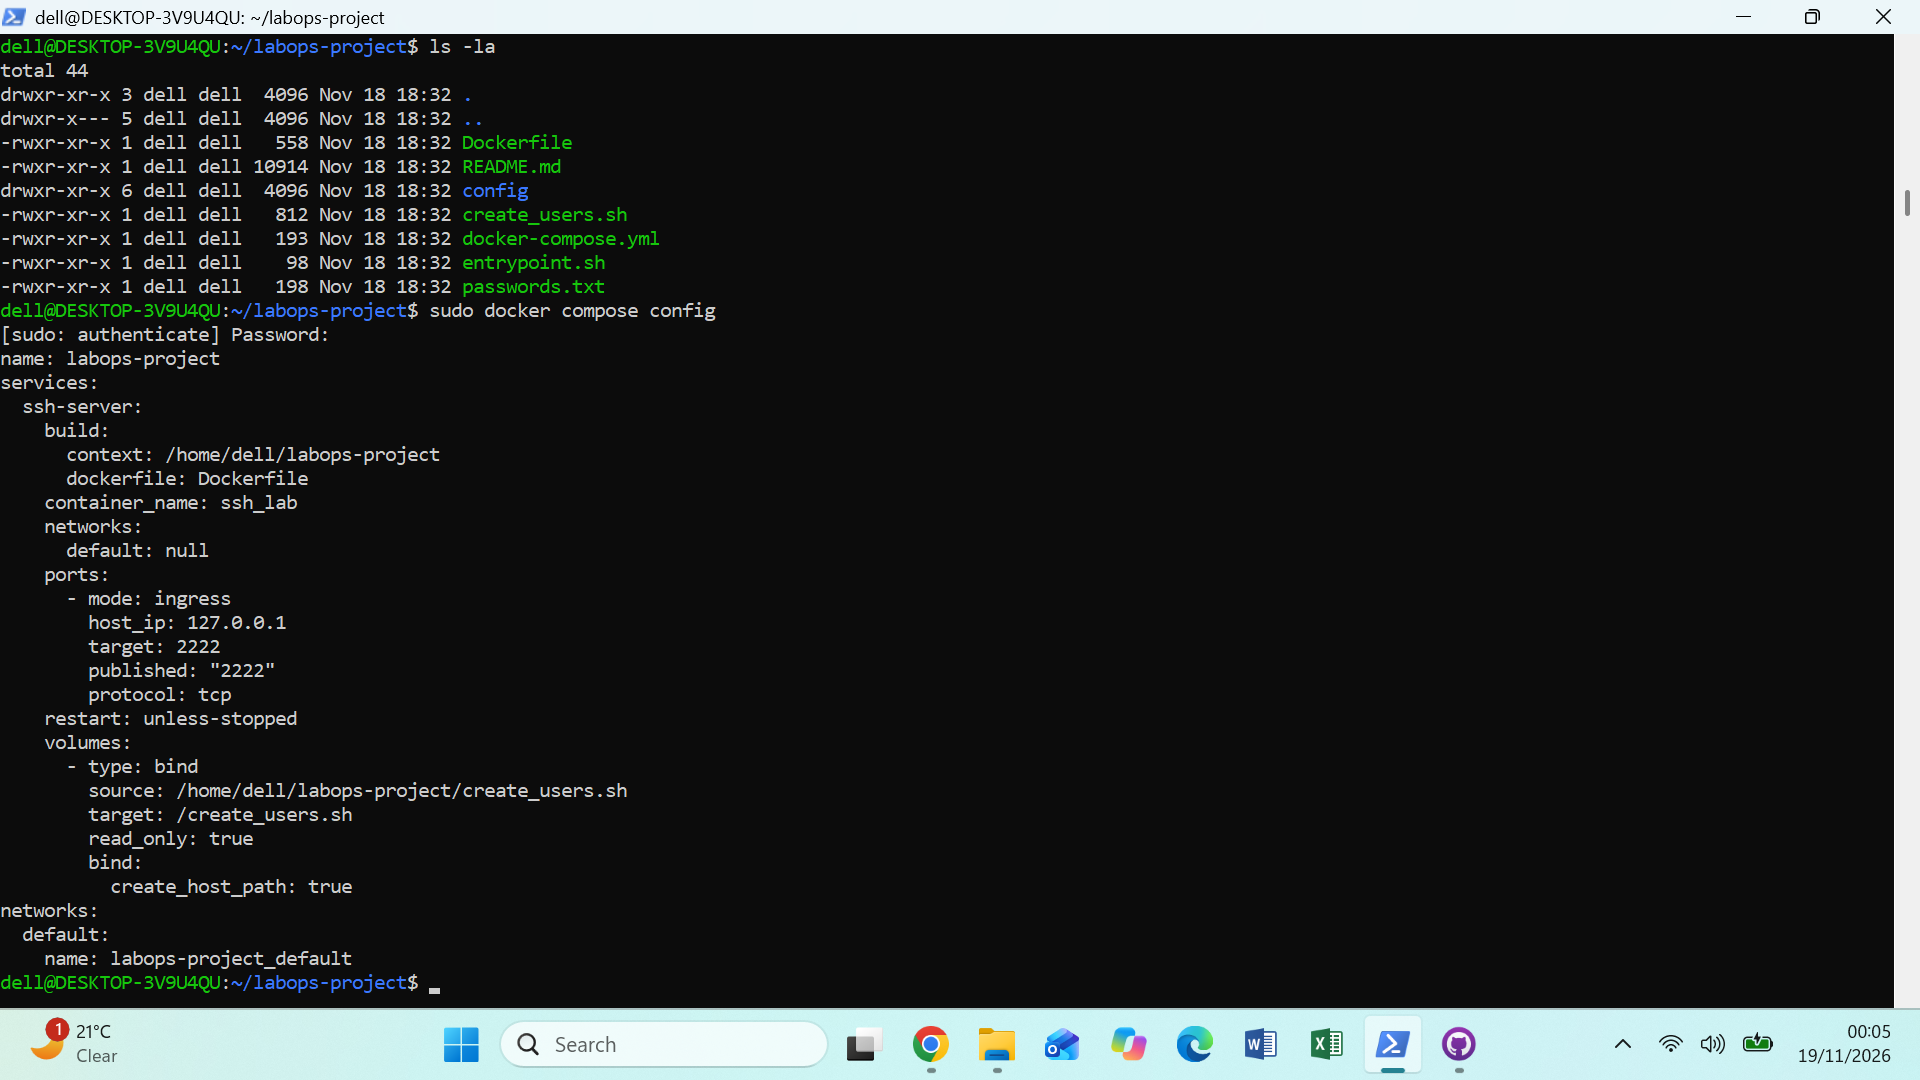 dell@DESKTOP-3V9U4QU: ~/labops-project
dell@DESKTOP-3V9U4QU:~/labops-project$ ls -la
total 44
drwxr-xr-x 3 dell dell  4096 Nov 18 18:32 .
drwxr-x--- 5 dell dell  4096 Nov 18 18:32 ..
-rwxr-xr-x 1 dell dell   558 Nov 18 18:32 Dockerfile
-rwxr-xr-x 1 dell dell 10914 Nov 18 18:32 README.md
drwxr-xr-x 6 dell dell  4096 Nov 18 18:32 config
-rwxr-xr-x 1 dell dell   812 Nov 18 18:32 create_users.sh
-rwxr-xr-x 1 dell dell   193 Nov 18 18:32 docker-compose.yml
-rwxr-xr-x 1 dell dell    98 Nov 18 18:32 entrypoint.sh
-rwxr-xr-x 1 dell dell   198 Nov 18 18:32 passwords.txt
dell@DESKTOP-3V9U4QU:~/labops-project$ sudo docker compose config
[sudo: authenticate] Password:
name: labops-project
services:
  ssh-server:
    build:
      context: /home/dell/labops-project
      dockerfile: Dockerfile
    container_name: ssh_lab
    networks:
      default: null
    ports:
      - mode: ingress
        host_ip: 127.0.0.1
        target: 2222
        published: "2222"
        protocol: tcp
    restart: unless-stopped
    volumes:
      - type: bind
        source: /home/dell/labops-project/create_users.sh
        target: /create_users.sh
        read_only: true
        bind:
          create_host_path: true
networks:
  default:
    name: labops-project_default
dell@DESKTOP-3V9U4QU:~/labops-project$
1
21°C
Clear
Search
00:05
19/11/2026